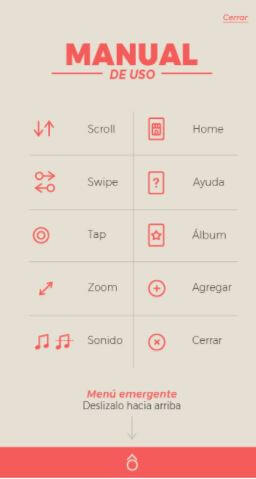 Cerrar
MANUAL
DE USO
Scroll
Home
Swipe
Ayuda
Tap
Álbum
Zoom
Agregar
Sonido
Cerrar
Menú emergente
Deslizalo hacia arriba